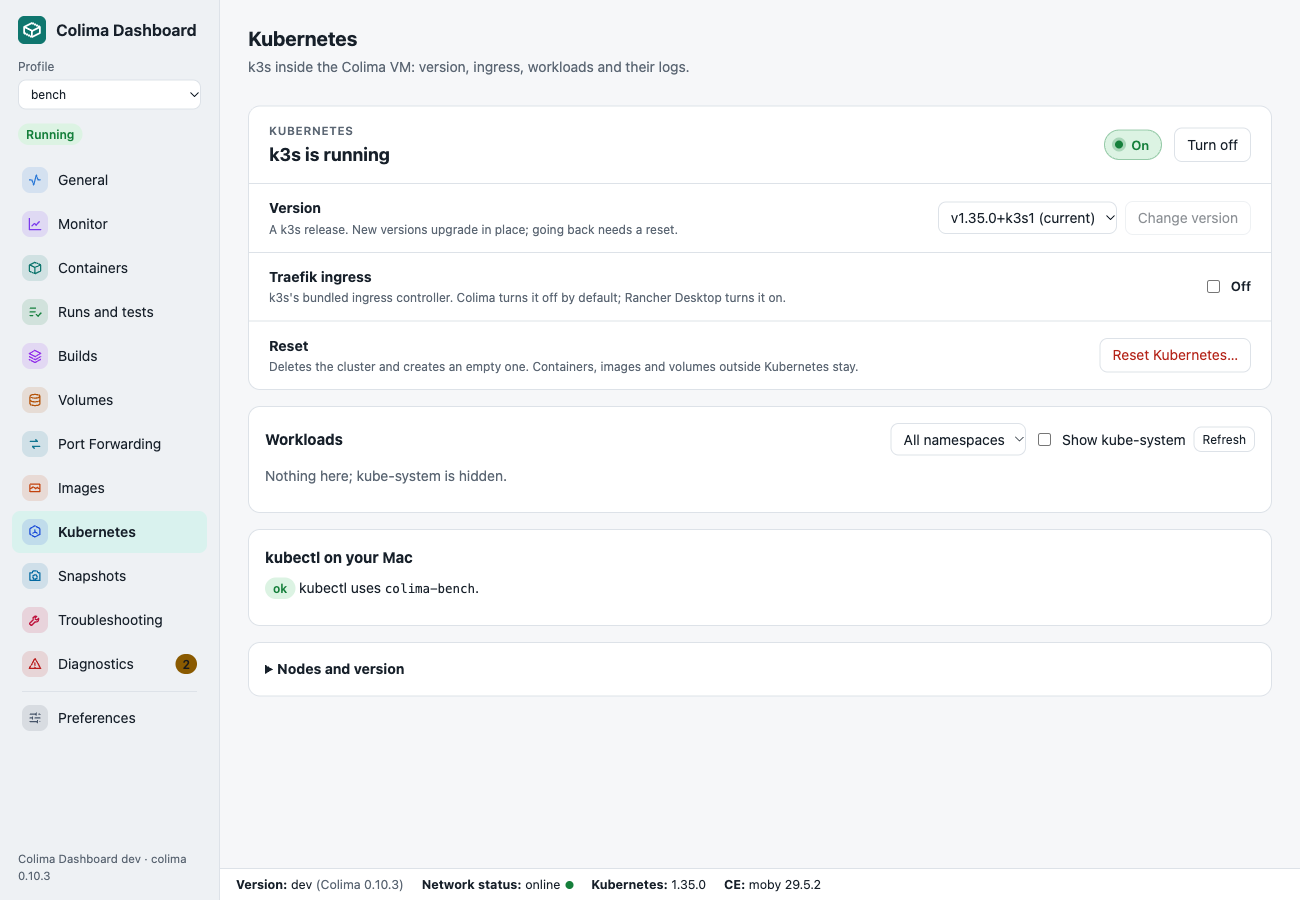 Colima Dashboard
Profile
bench
Running
General
Monitor
Containers
Runs and tests
Builds
Volumes
Port Forwarding
Images
Kubernetes
Snapshots
Troubleshooting
Diagnostics 2
Preferences
Colima Dashboard dev · colima
0.10.3
Kubernetes
k3s inside the Colima VM: version, ingress, workloads and their logs.
KUBERNETES
k3s is running
On
Turn off
Version
A k3s release. New versions upgrade in place; going back needs a reset.
v1.35.0+k3s1 (current)
Change version
Traefik ingress
k3s's bundled ingress controller. Colima turns it off by default; Rancher Desktop turns it on.
Off
Reset
Deletes the cluster and creates an empty one. Containers, images and volumes outside Kubernetes stay.
Reset Kubernetes...
Workloads
All namespaces
Show kube-system
Refresh
Nothing here; kube-system is hidden.
kubectl on your Mac
ok kubectl uses colima-bench.
Nodes and version
Version: dev (Colima 0.10.3) Network status: online Kubernetes: 1.35.0 CE: moby 29.5.2